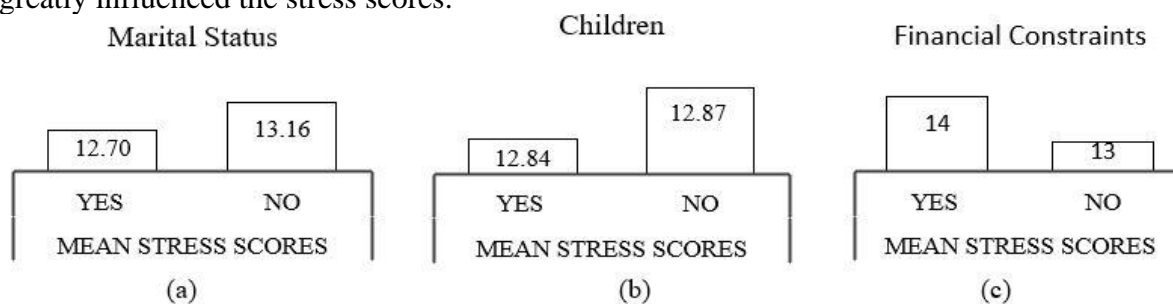 greatly influenced the stress scores.
Marital Status
Children
Financial Constraints
12.70
13.16
12.84
12.87
14
13
YES NO
YES NO
YES NO
MEAN STRESS SCORES
MEAN STRESS SCORES
MEAN STRESS SCORES
(a)
(b)
(c)